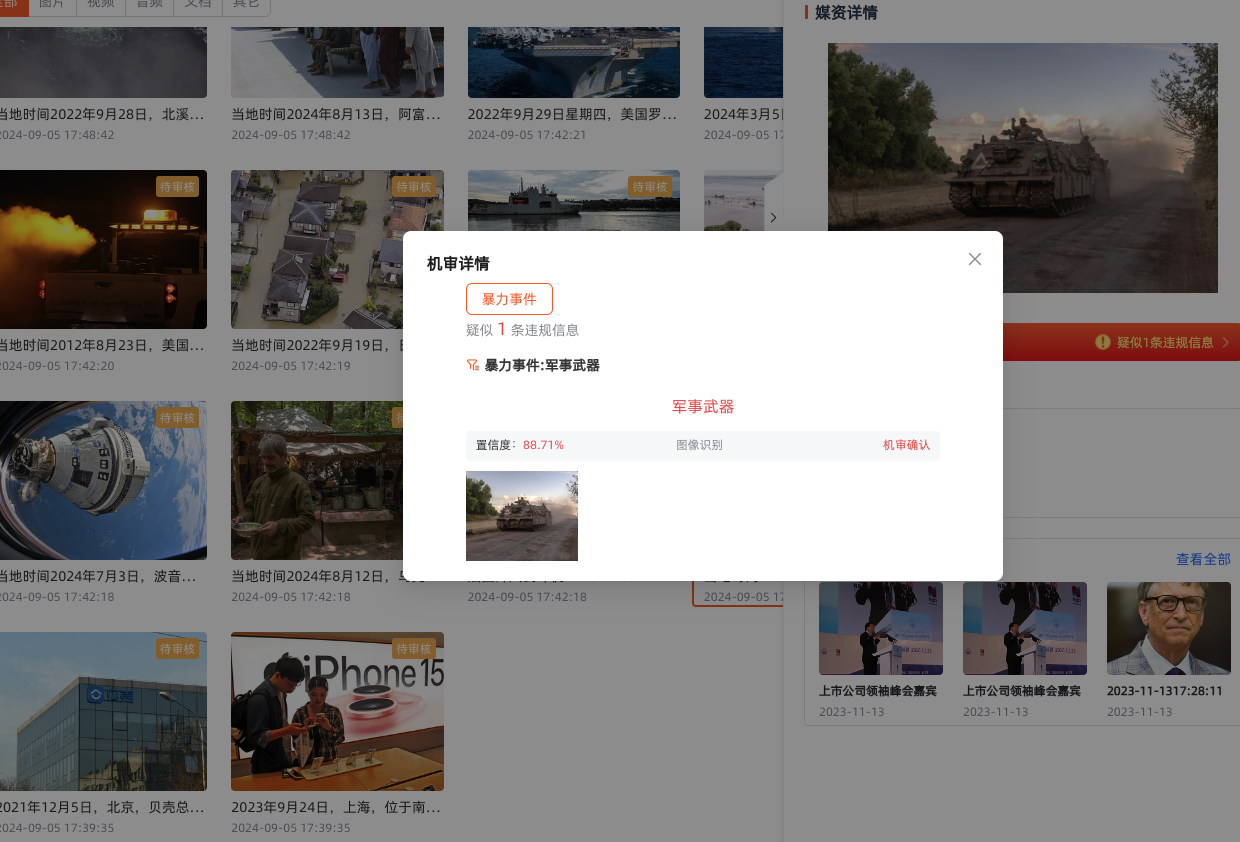 全部
图片
视频
音频
文档
其它
当地时间2022年9月28日，北溪...
2024-09-05 17:48:42
当地时间2024年8月13日，阿富...
2024-09-05 17:48:42
2022年9月29日星期四，美国罗...
2024-09-05 17:42:21
2024年3月5日
2024-09-05 17
待审核
待审核
待审核
当地时间2012年8月23日，美国...
2024-09-05 17:42:20
当地时间2022年9月19日，
2024-09-05 17:42:19
待审核
当地时间2024年7月3日，波音...
2024-09-05 17:42:18
当地时间2024年8月12日，
2024-09-05 17:42:18
2024-09-05 17:42:18
2024-09-05 17
待审核
贝壳
2021年12月5日，北京，贝壳总...
2024-09-05 17:39:35
待审核
iPhone 15
2023年9月24日，上海，位于南...
2024-09-05 17:39:35
媒资详情
疑似1条违规信息
查看全部
上市公司领袖峰会嘉宾
2023-11-13
上市公司领袖峰会嘉宾
2023-11-13
2023-11-1317:28:11
2023-11-13
机审详情
暴力事件
疑似 1 条违规信息
暴力事件:军事武器
军事武器
置信度：88.71%
图像识别
机审确认